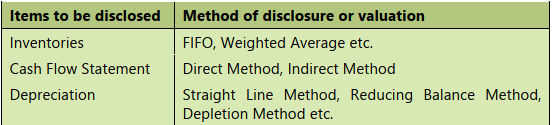 Items to be disclosed Method of disclosure or valuation
Inventories FIFO, Weighted Average etc.
Cash Flow Statement Direct Method, Indirect Method
Depreciation Straight Line Method, Reducing Balance Method,
Depletion Method etc.